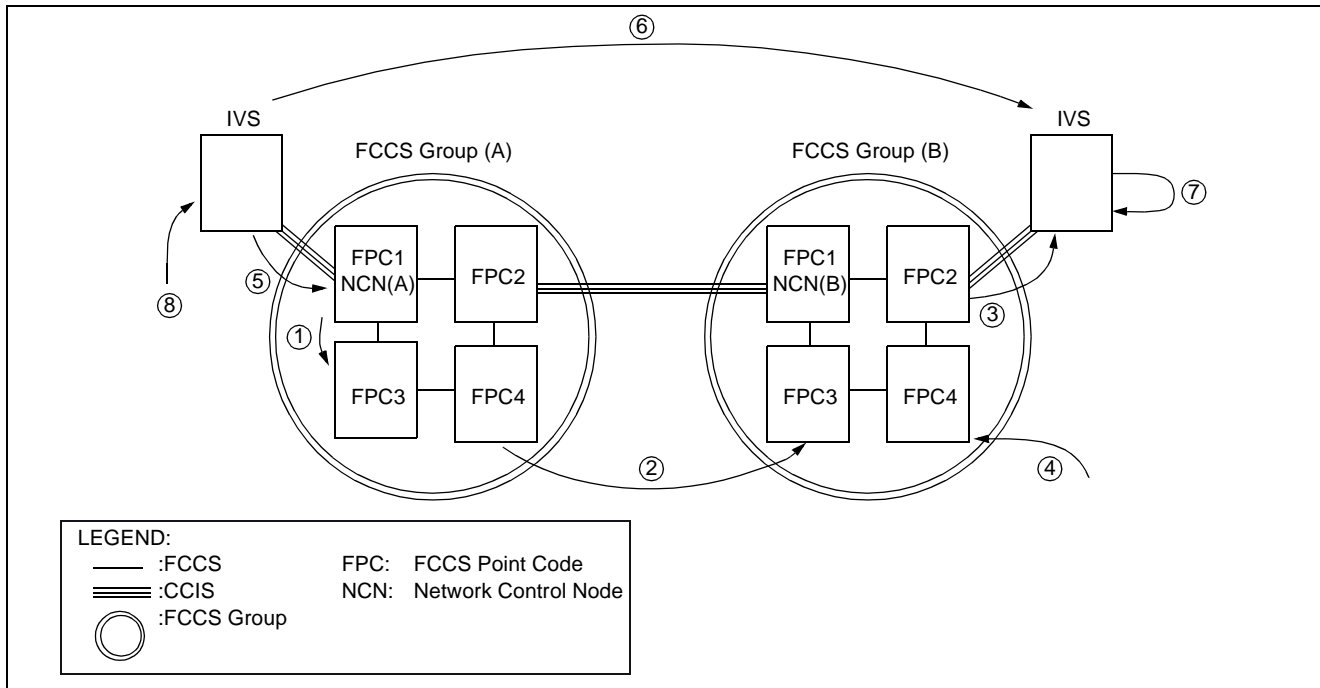 ⑥
IVS
IVS
FCCS Group (A)
FCCS Group (B)
⑦
FPC1
NCN(A)
FPC2
FPC1
NCN(B)
FPC2
⑤
⑧
③
①
FPC3
FPC4
FPC3
FPC4
②
④
LEGEND:
:FCCS
FPC: FCCS Point Code
:CCIS
NCN: Network Control Node
:FCCS Group